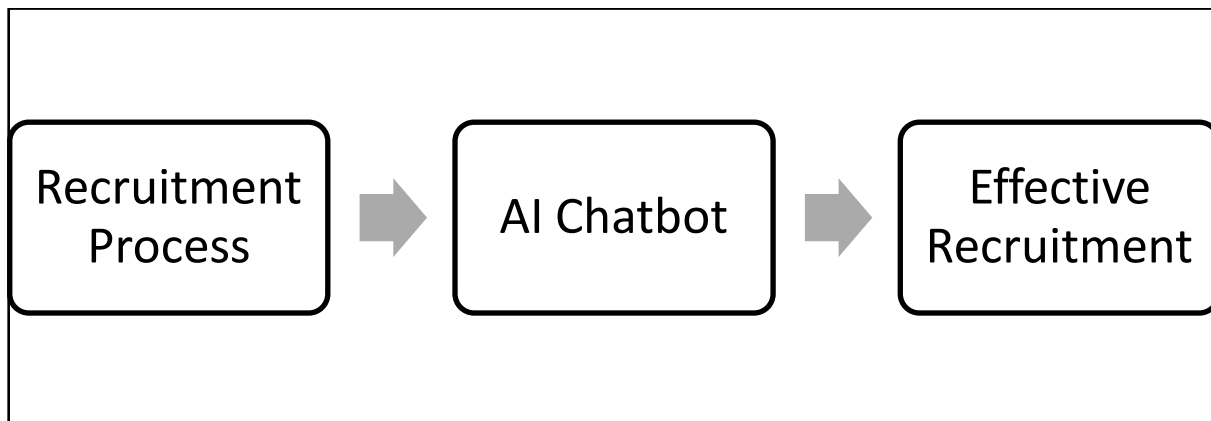 Recruitment
Process
AI Chatbot
Effective
Recruitment